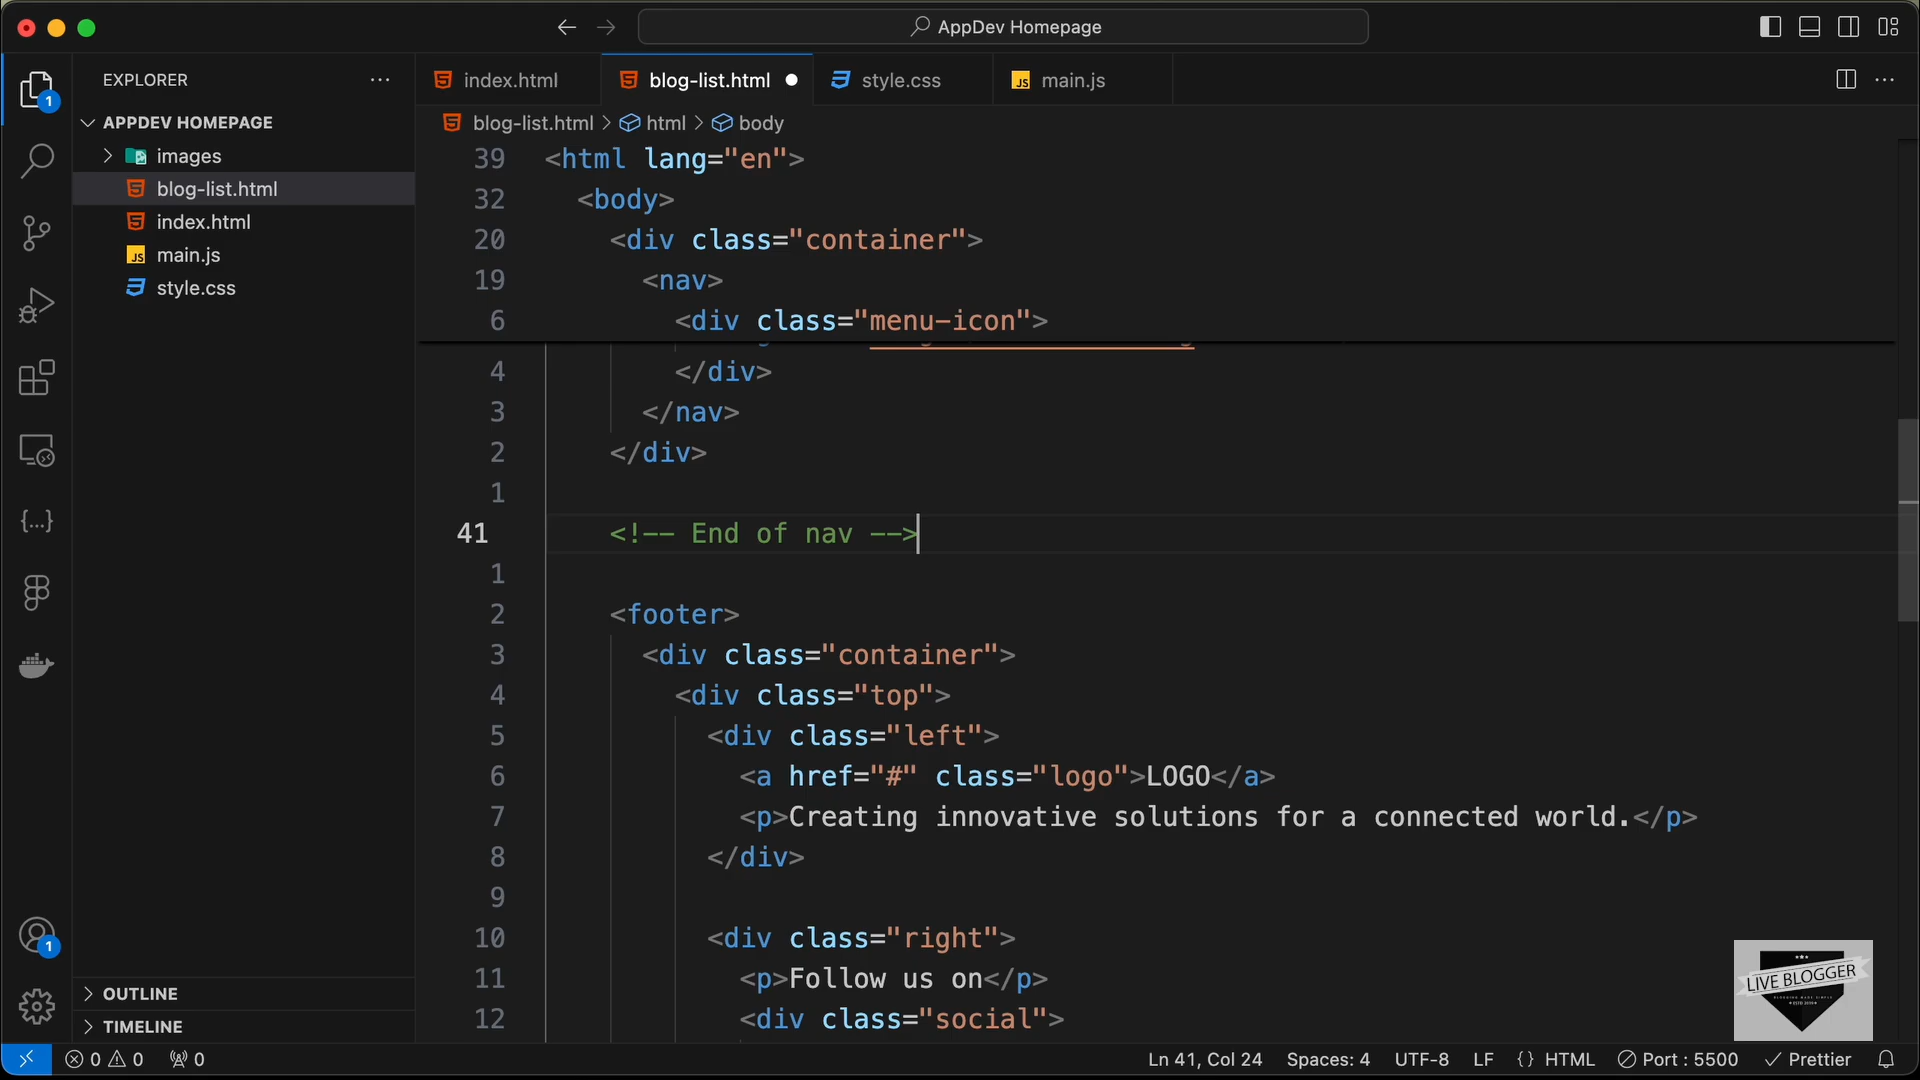 AppDev Homepage
EXPLORER
APPDEV HOMEPAGE
images
blog-list.html
index.html
main.js
style.css
OUTLINE
TIMELINE
index.html
blog-list.html
style.css
main.js
blog-list.html > html > body
39 <html lang="en">
32 <body>
20 <div class="container">
19 <nav>
6 <div class="menu-icon">
4 </div>
3 </nav>
2 </div>
1
41 <!-- End of nav -->
1
2 <footer>
3 <div class="container">
4 <div class="top">
5 <div class="left">
6 <a href="#" class="logo">LOGO</a>
7 <p>Creating innovative solutions for a connected world.</p>
8 </div>
9
10 <div class="right">
11 <p>Follow us on</p>
12 <div class="social">
1
1
LIVE BLOGGER
0 0 0
Ln 41, Col 24 Spaces: 4 UTF-8 LF {} HTML Port : 5500 Prettier